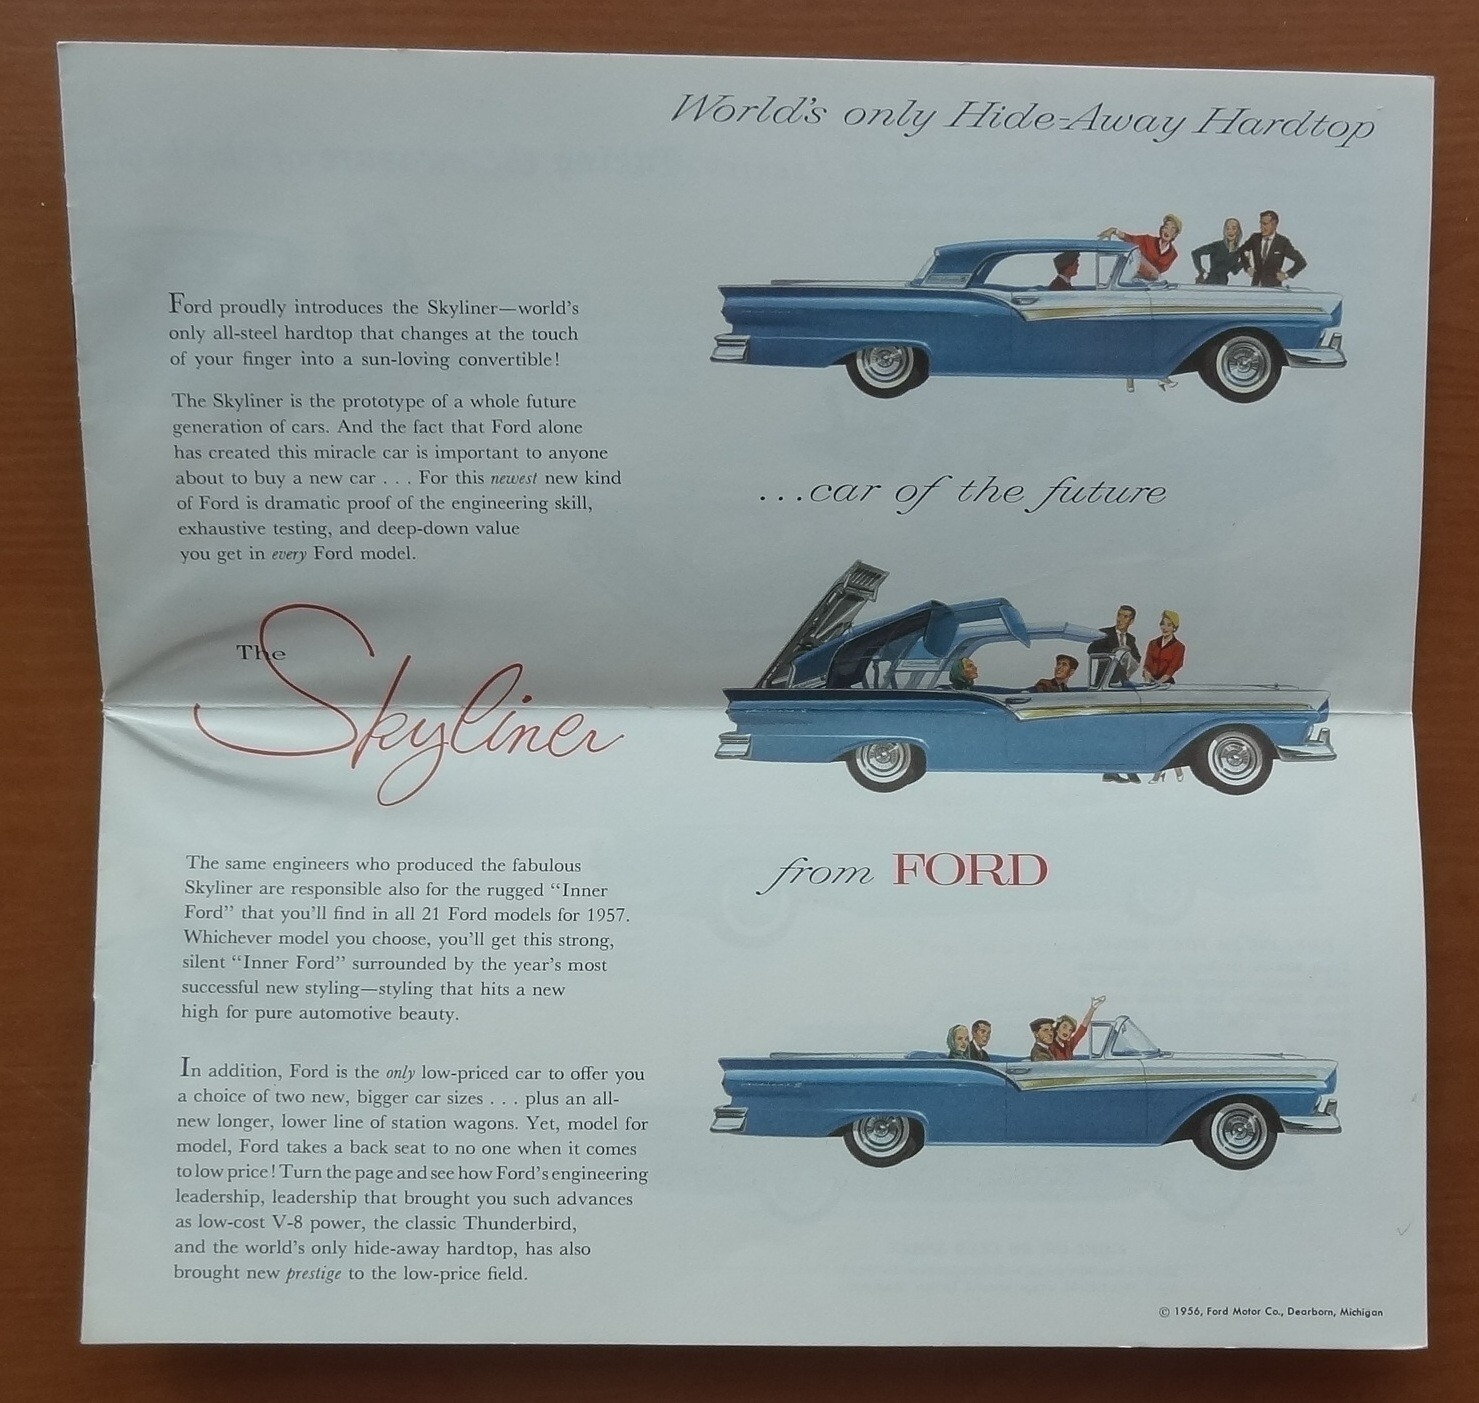 World's only Hide-Away Hardtop
Ford proudly introduces the Skyliner—world's
only all-steel hardtop that changes at the touch
of your finger into a sun-loving convertible!
The Skyliner is the prototype of a whole future
generation of cars. And the fact that Ford alone
has created this miracle car is important to anyone
about to buy a new car . . . For this newest new kind
of Ford is dramatic proof of the engineering skill,
exhaustive testing, and deep-down value
you get in every Ford model.
...car of the future
The
Skyliner
from FORD
The same engineers who produced the fabulous
Skyliner are responsible also for the rugged “Inner
Ford” that you'll find in all 21 Ford models for 1957.
Whichever model you choose, you'll get this strong,
silent “Inner Ford” surrounded by the year's most
successful new styling—styling that hits a new
high for pure automotive beauty.
In addition, Ford is the only low-priced car to offer you
a choice of two new, bigger car sizes . . . plus an all-
new longer, lower line of station wagons. Yet, model for
model, Ford takes a back seat to no one when it comes
to low price! Turn the page and see how Ford's engineering
leadership, leadership that brought you such advances
as low-cost V-8 power, the classic Thunderbird,
and the world's only hide-away hardtop, has also
brought new prestige to the low-price field.
© 1956, Ford Motor Co., Dearborn, Michigan